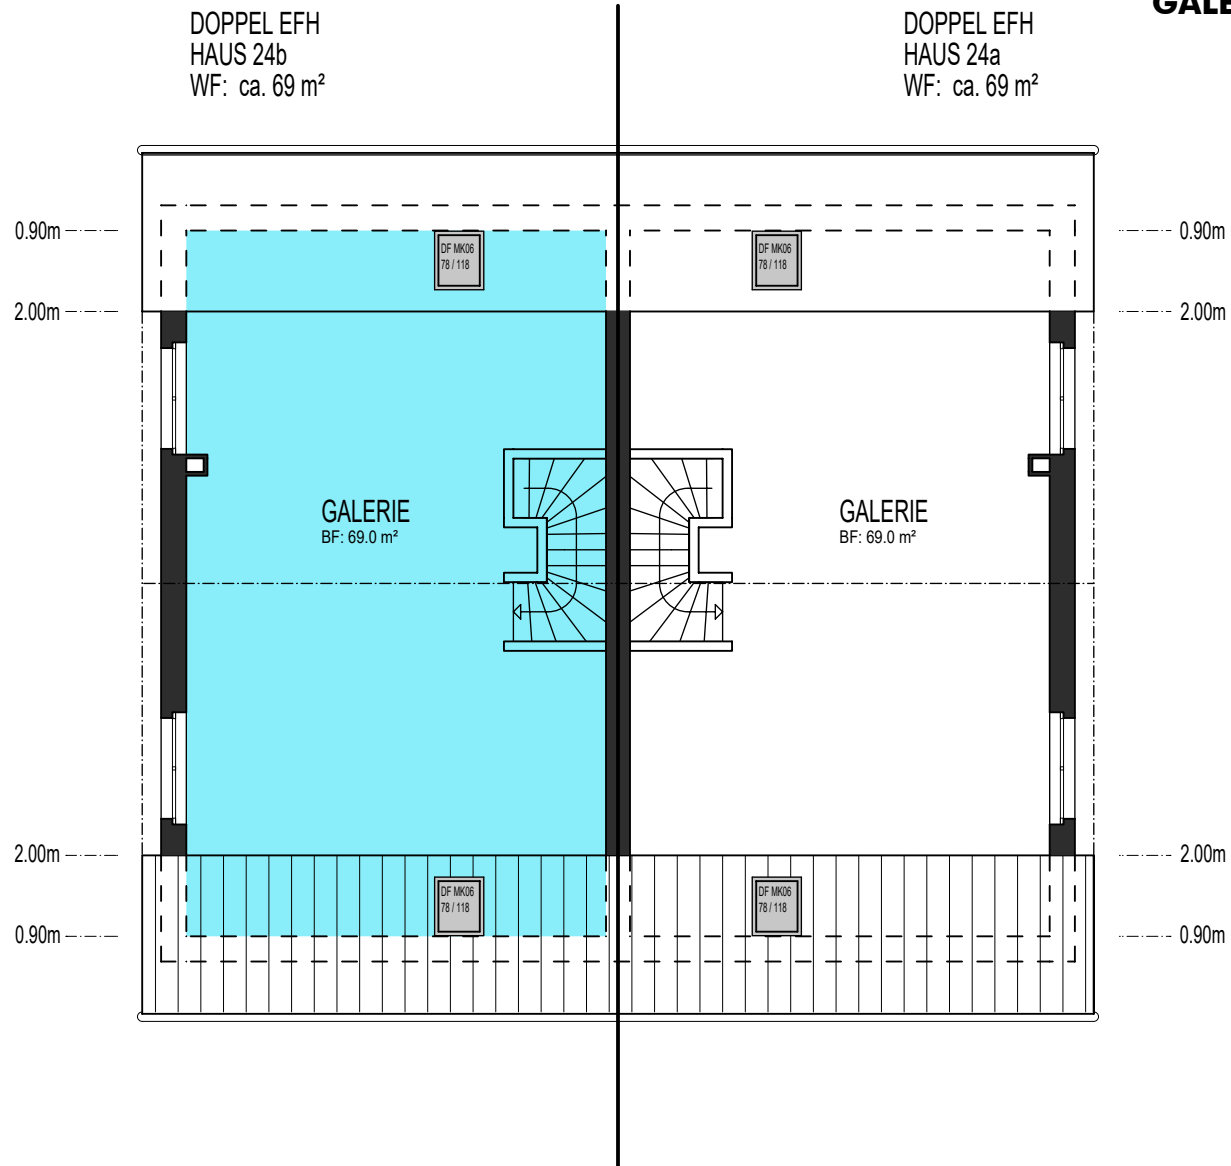 DOPPEL EFH
HAUS 24b
WF: ca. 69 m²
DOPPEL EFH
HAUS 24a
WF: ca. 69 m²
GALE
0.90m
0.90m
DF MK06
78 / 118
DF MK06
78 / 118
2.00m
2.00m
GALERIE
BF: 69.0 m²
GALERIE
BF: 69.0 m²
2.00m
2.00m
DF MK06
78 / 118
DF MK06
78 / 118
0.90m
0.90m